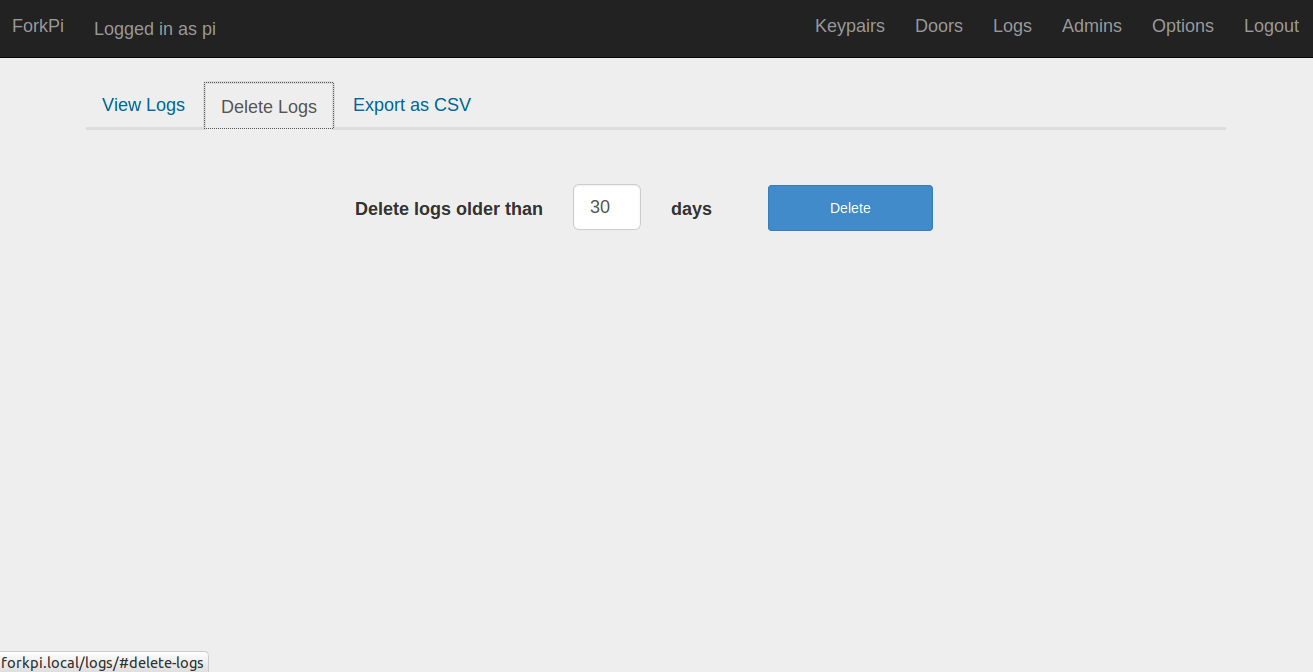 ForkPi Logged in as pi Keypairs Doors Logs Admins Options Logout
View Logs Delete Logs Export as CSV
Delete logs older than 30 days Delete
forkpi.local/logs/#delete-logs